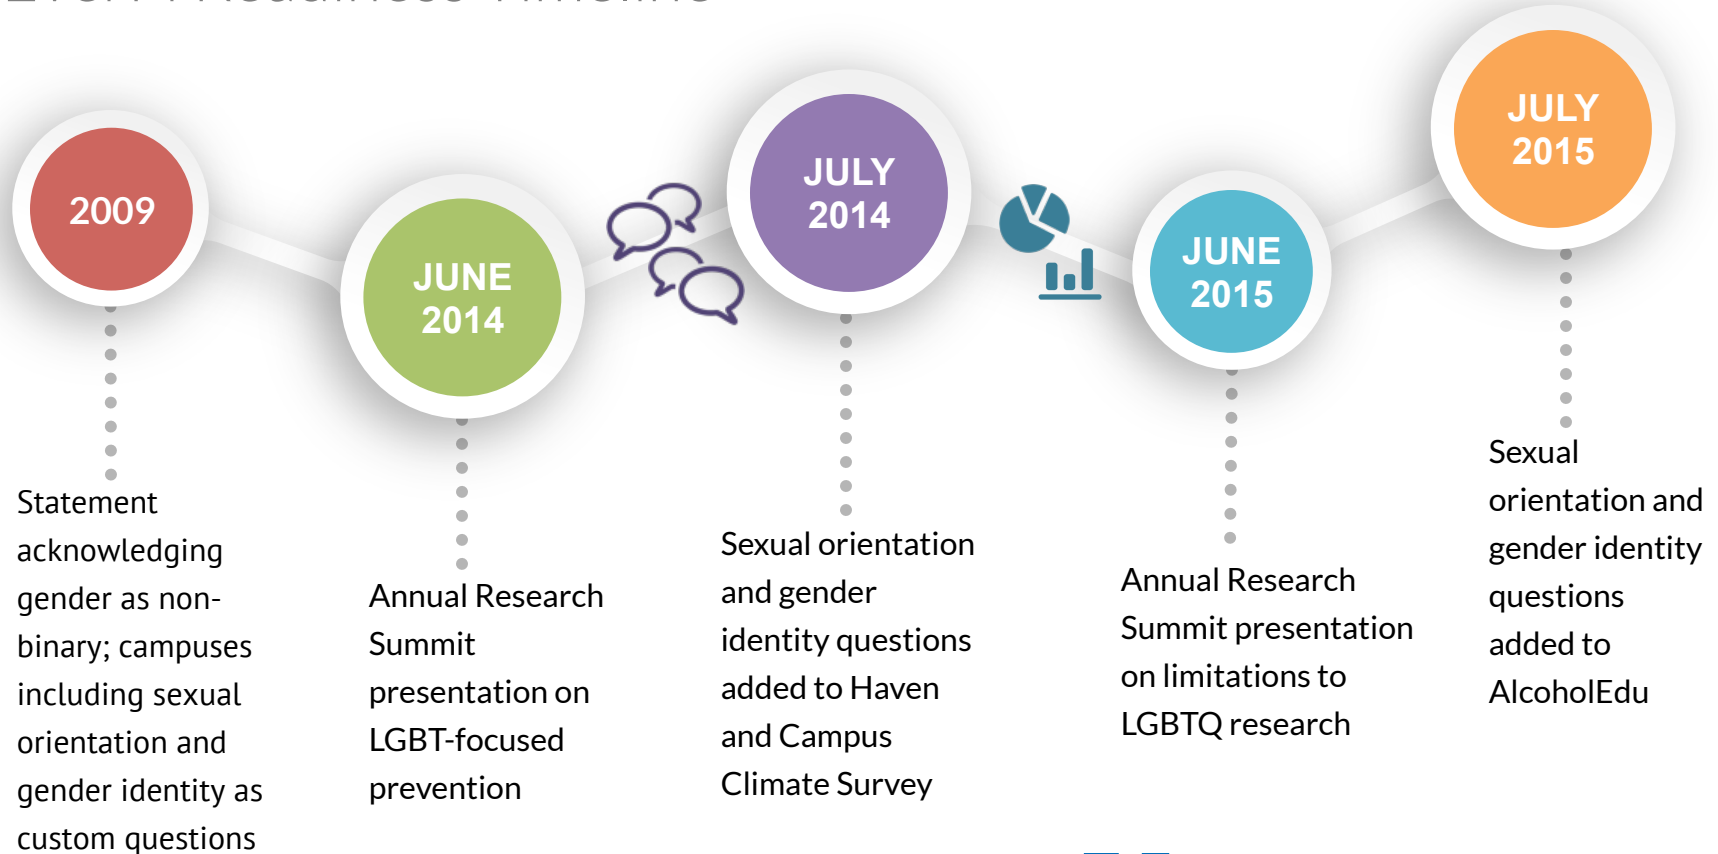 Readiness Timeline
2009
JUNE
2014
JULY
2014
JUNE
2015
JULY
2015
Statement
acknowledging
gender as non-
binary; campuses
including sexual
orientation and
gender identity as
custom questions
Annual Research
Summit
presentation on
LGBT-focused
prevention
Sexual orientation
and gender
identity questions
added to Haven
and Campus
Climate Survey
Annual Research
Summit presentation
on limitations to
LGBTQ research
Sexual
orientation and
gender identity
questions
added to
AlcoholEdu